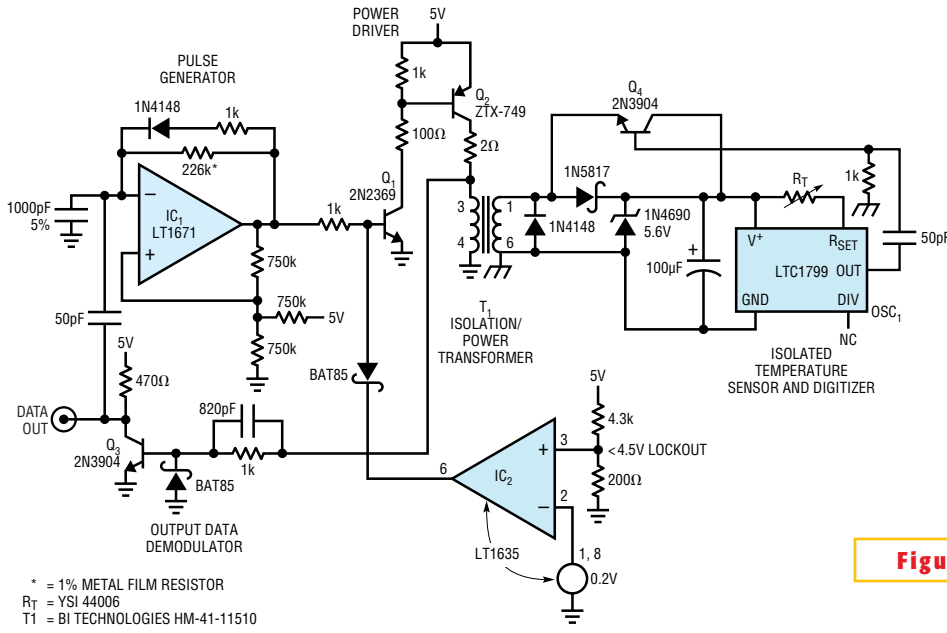 POWER
DRIVER
5V
PULSE
GENERATOR
1N4148
1k
226k*
1k
Q2
ZTX-749
100Ω
2Ω
Q4
2N3904
1000pF
5%
−
IC1
LT1671
+
1k
Q1
2N2369
3
4
1
6
1N5817
1N4148
1N4690
5.6V
RT
1k
50pF
+
100µF
V+
RSET
LTC1799
OUT
GND
DIV
OSC1
NC
750k
750k
5V
750k
50pF
5V
470Ω
T1
ISOLATION/
POWER
TRANSFORMER
ISOLATED
TEMPERATURE
SENSOR AND DIGITIZER
BAT85
820pF
1k
DATA
OUT
Q3
2N3904
BAT85
OUTPUT DATA
DEMODULATOR
5V
4.3k
<4.5V LOCKOUT
200Ω
6
3
+
IC2
2
−
LT1635
1, 8
0.2V
Figu
* = 1% METAL FILM RESISTOR
RT = YSI 44006
T1 = BI TECHNOLOGIES HM-41-11510